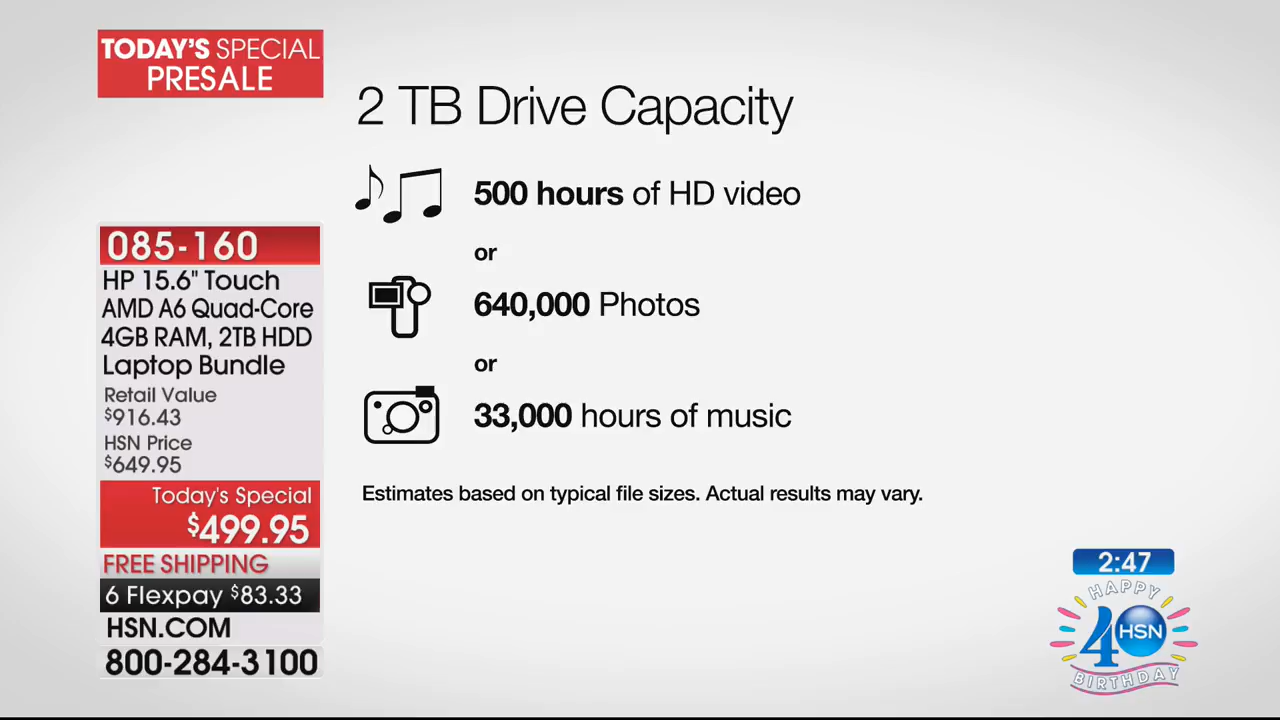 TODAY'S SPECIAL
PRESALE
2 TB Drive Capacity
500 hours of HD video
or
640,000 Photos
or
33,000 hours of music
Estimates based on typical file sizes. Actual results may vary.
085-160
HP 15.6" Touch
AMD A6 Quad-Core
4GB RAM, 2TB HDD
Laptop Bundle
Retail Value
$916.43
HSN Price
$649.95
Today's Special
$499.95
FREE SHIPPING
6 Flexpay $83.33
HSN.COM
800-284-3100
2:47
HAPPY
40 HSN
BIRTHDAY